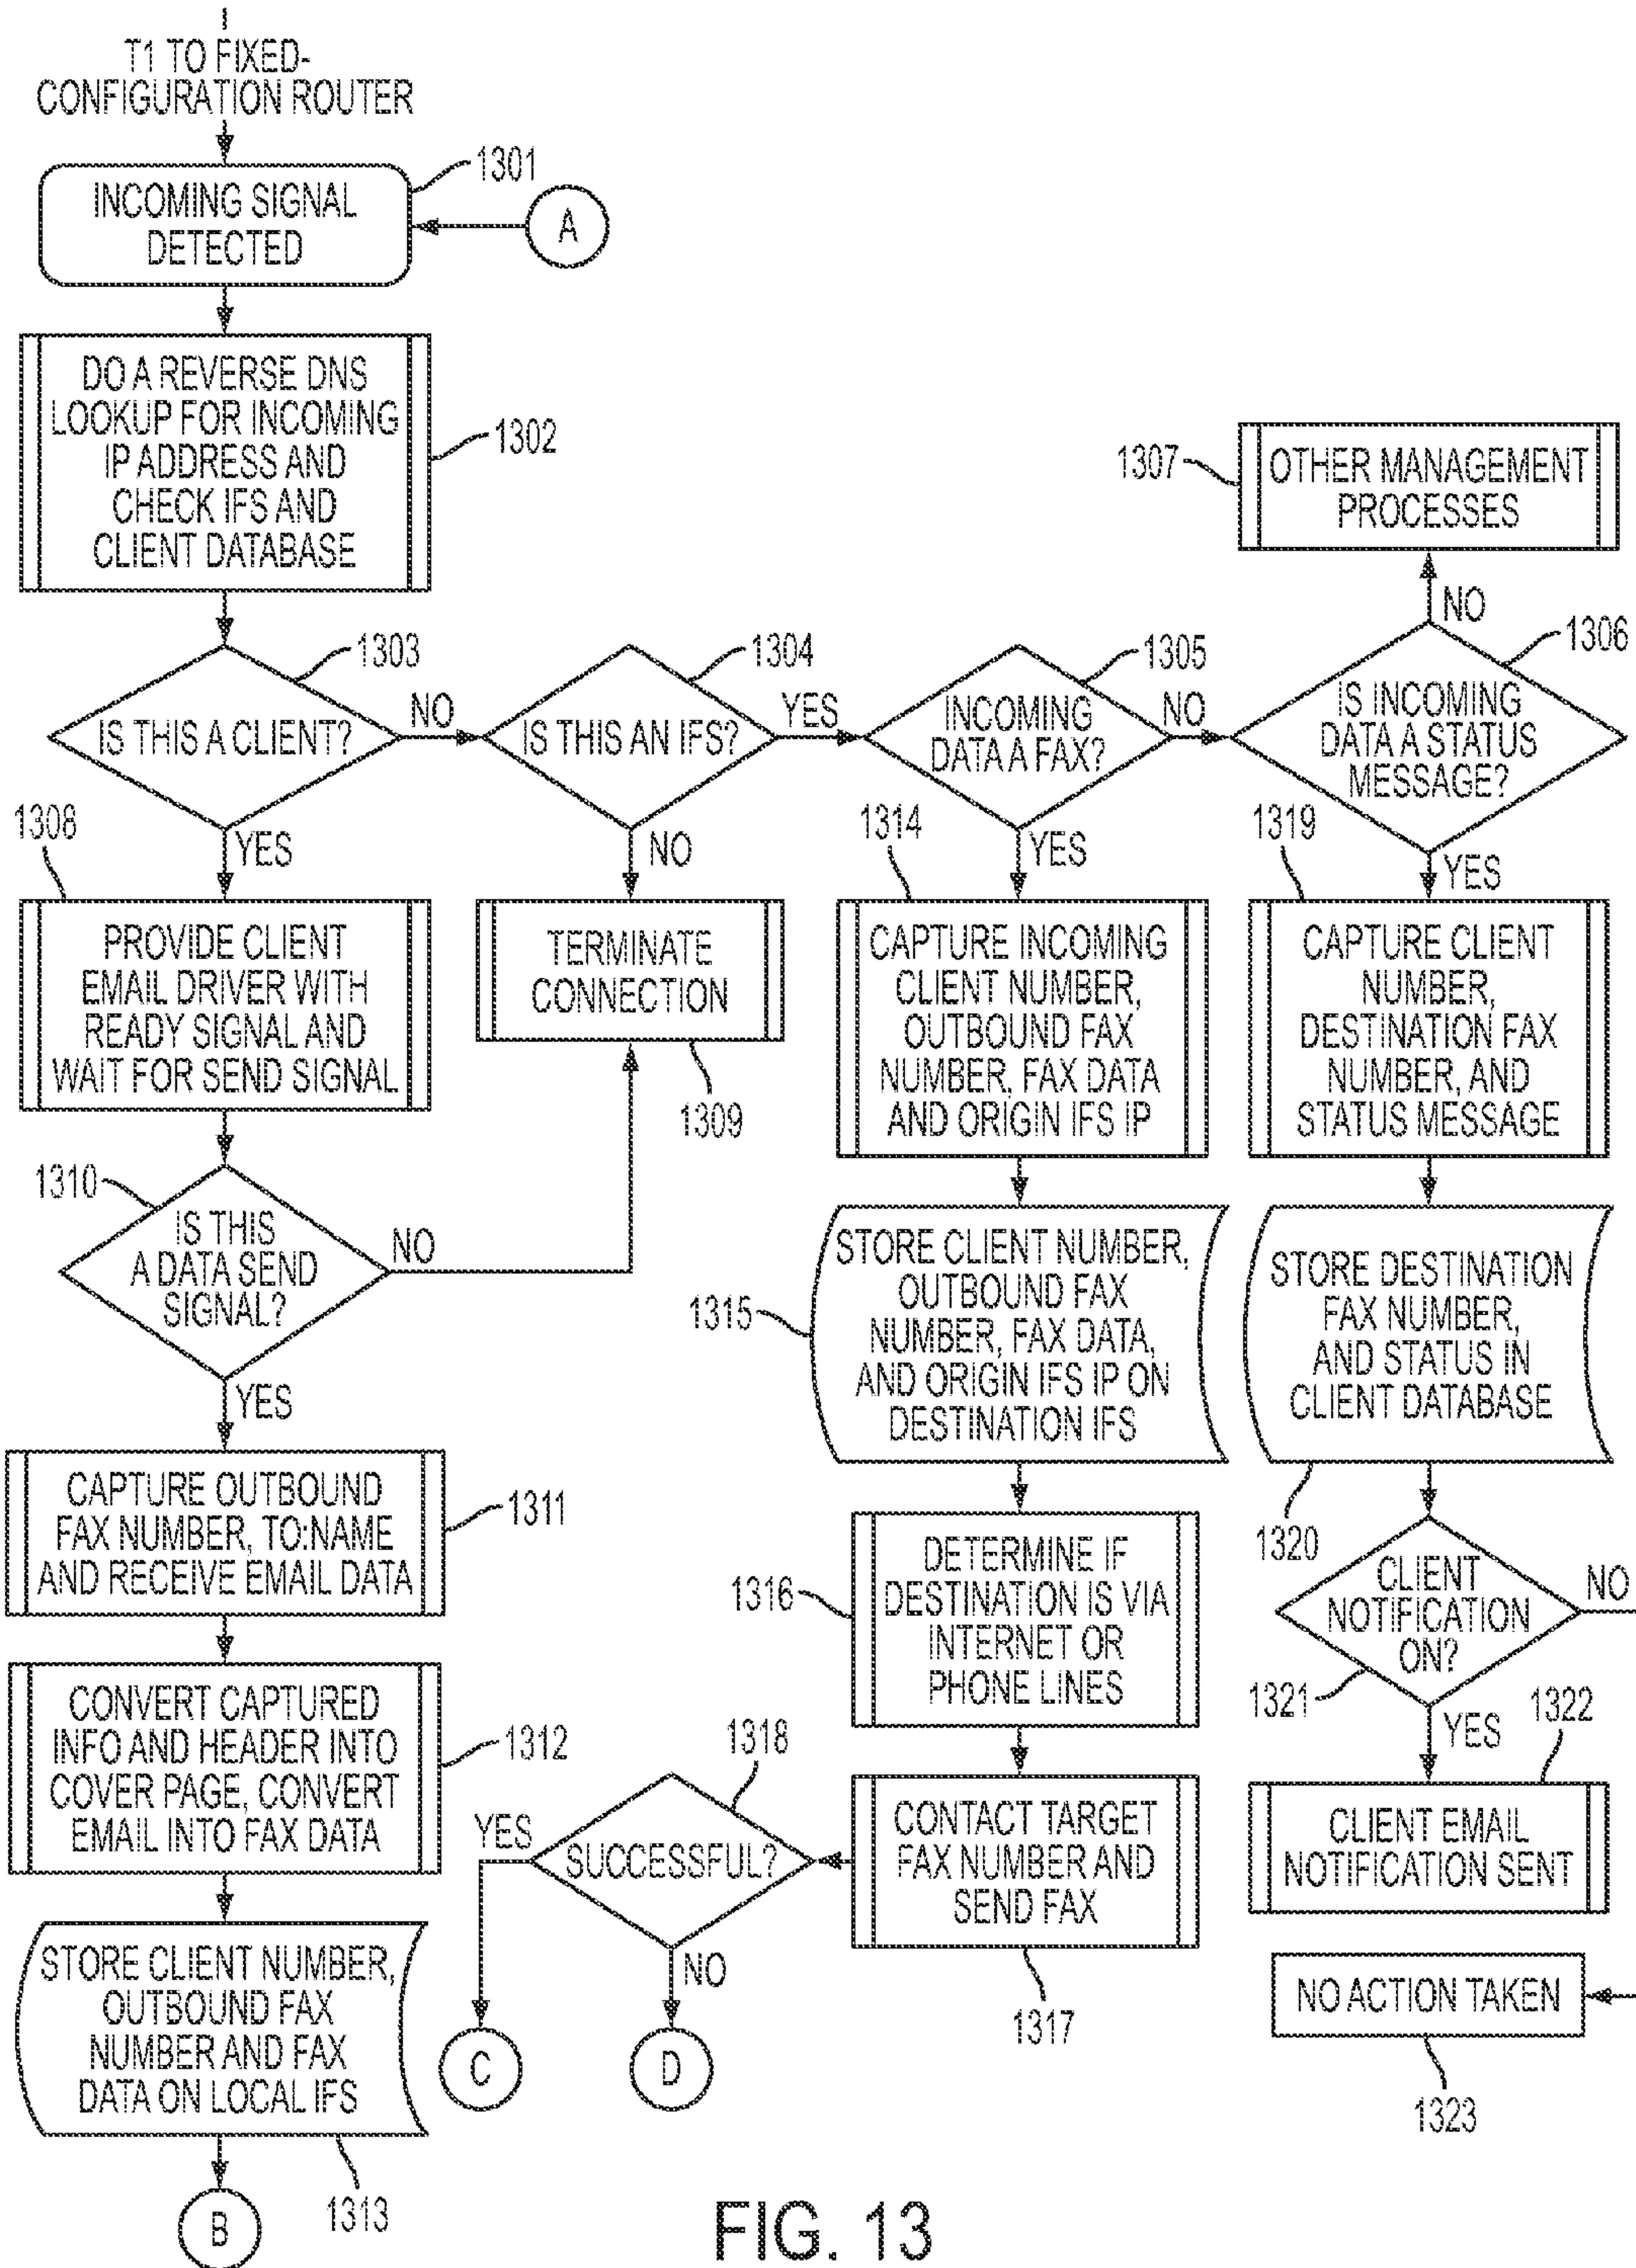 T1 TO FIXED-
CONFIGURATION ROUTER
1301
INCOMING SIGNAL
DETECTED
A
DO A REVERSE DNS
LOOKUP FOR INCOMING
IP ADDRESS AND
CHECK IFS AND
CLIENT DATABASE
1302
1307
OTHER MANAGEMENT
PROCESSES
NO
1303
IS THIS A CLIENT?
NO
YES
1304
IS THIS AN IFS?
YES
NO
1305
INCOMING
DATA A FAX?
NO
YES
1306
IS INCOMING
DATA A STATUS
MESSAGE?
YES
1308
PROVIDE CLIENT
EMAIL DRIVER WITH
READY SIGNAL AND
WAIT FOR SEND SIGNAL
TERMINATE
CONNECTION
1309
1314
CAPTURE INCOMING
CLIENT NUMBER,
OUTBOUND FAX
NUMBER, FAX DATA
AND ORIGIN IFS IP
1319
CAPTURE CLIENT
NUMBER,
DESTINATION FAX
NUMBER, AND
STATUS MESSAGE
1310
IS THIS
A DATA SEND
SIGNAL?
NO
YES
1315
STORE CLIENT NUMBER,
OUTBOUND FAX
NUMBER, FAX DATA,
AND ORIGIN IFS IP ON
DESTINATION IFS
STORE DESTINATION
FAX NUMBER,
AND STATUS IN
CLIENT DATABASE
1320
CAPTURE OUTBOUND
FAX NUMBER, TO:NAME
AND RECEIVE EMAIL DATA
1311
1316
DETERMINE IF
DESTINATION IS VIA
INTERNET OR
PHONE LINES
CLIENT
NOTIFICATION
ON?
NO
1321
YES
CONVERT CAPTURED
INFO AND HEADER INTO
COVER PAGE, CONVERT
EMAIL INTO FAX DATA
1312
1318
SUCCESSFUL?
YES
NO
CONTACT TARGET
FAX NUMBER AND
SEND FAX
1317
1322
CLIENT EMAIL
NOTIFICATION SENT
STORE CLIENT NUMBER,
OUTBOUND FAX
NUMBER AND FAX
DATA ON LOCAL IFS
1313
C
D
NO ACTION TAKEN
1323
B
FIG. 13